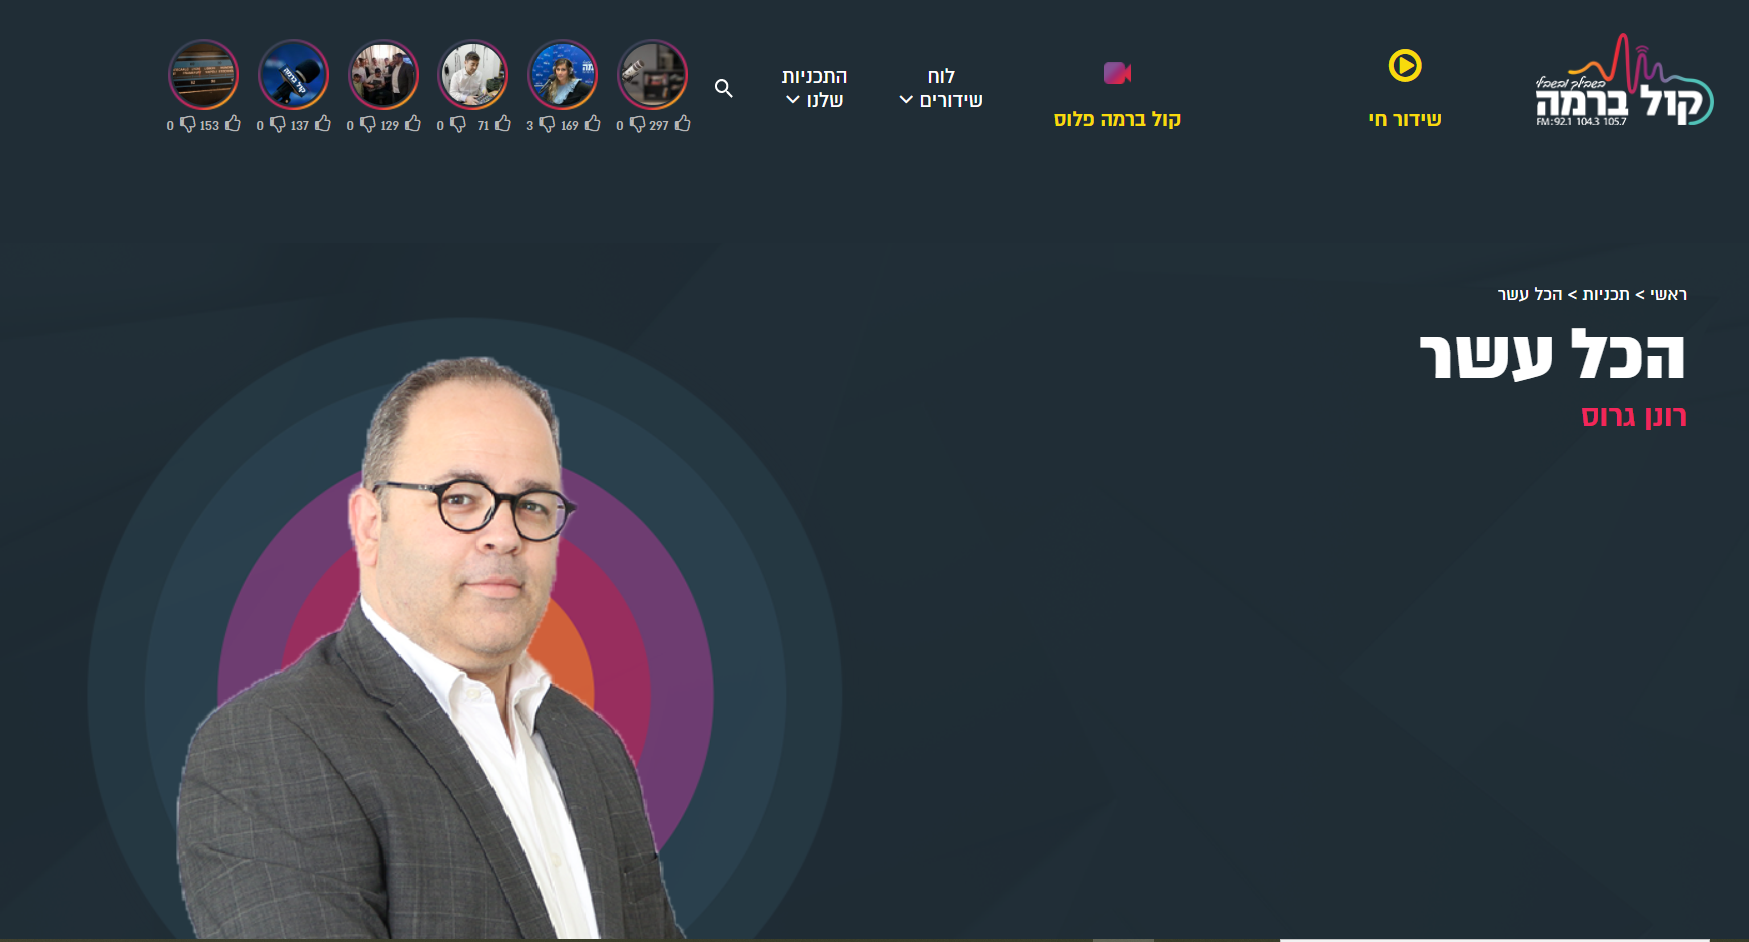 בשבילך ובשבילי
קול ברמה
FM:92.1 104.3 105.7
שידור חי
קול ברמה פלוס
לוח
שידורים
התכניות
שלנו
297 0
169 3
71 0
129 0
137 0
153 0
קול ברמה
ראשי > תכניות > הכל עשר
הכל עשר
רונן גרוס